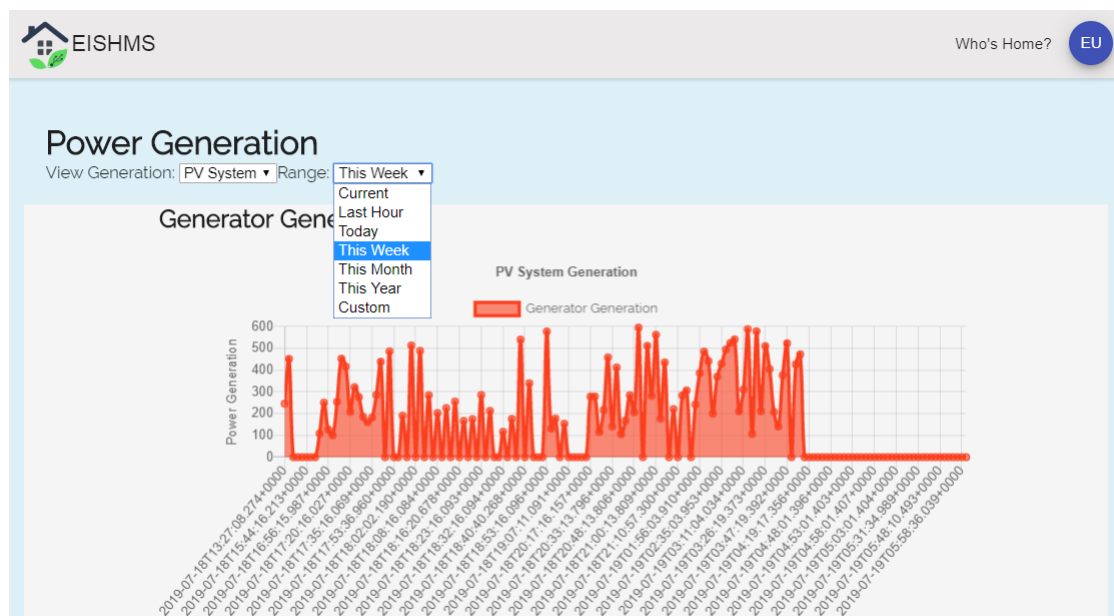 EISHMS
Who's Home?
EU
Power Generation
View Generation: PV System Range: This Week
Current
Last Hour
Today
This Week
This Month
This Year
Custom
Generator Gene
PV System Generation
Generator Generation
Power Generation
600
500
400
300
200
100
0
2019-07-18T13:27:08.274+0000
2019-07-18T15:44:16.213+0000
2019-07-18T16:56:15.987+0000
2019-07-18T17:20:16.027+0000
2019-07-18T17:35:16.069+0000
2019-07-18T17:53:36.960+0000
2019-07-18T18:02:02.190+0000
2019-07-18T18:08:16.084+0000
2019-07-18T18:16:20.678+0000
2019-07-18T18:23:16.093+0000
2019-07-18T18:32:16.094+0000
2019-07-18T18:40:40.268+0000
2019-07-18T18:53:16.096+0000
2019-07-18T19:07:11.091+0000
2019-07-18T20:17:16.157+0000
2019-07-18T20:33:13.796+0000
2019-07-18T20:48:13.806+0000
2019-07-18T21:00:13.809+0000
2019-07-18T21:10:57.300+0000
2019-07-19T01:56:03.910+0000
2019-07-19T02:35:03.953+0000
2019-07-19T03:11:04.034+0000
2019-07-19T03:26:19.373+0000
2019-07-19T03:47:19.392+0000
2019-07-19T04:19:17.356+0000
2019-07-19T04:48:01.396+0000
2019-07-19T04:53:01.403+0000
2019-07-19T04:58:01.407+0000
2019-07-19T05:03:01.404+0000
2019-07-19T05:31:34.989+0000
2019-07-19T05:48:10.493+0000
2019-07-19T05:58:36.039+0000